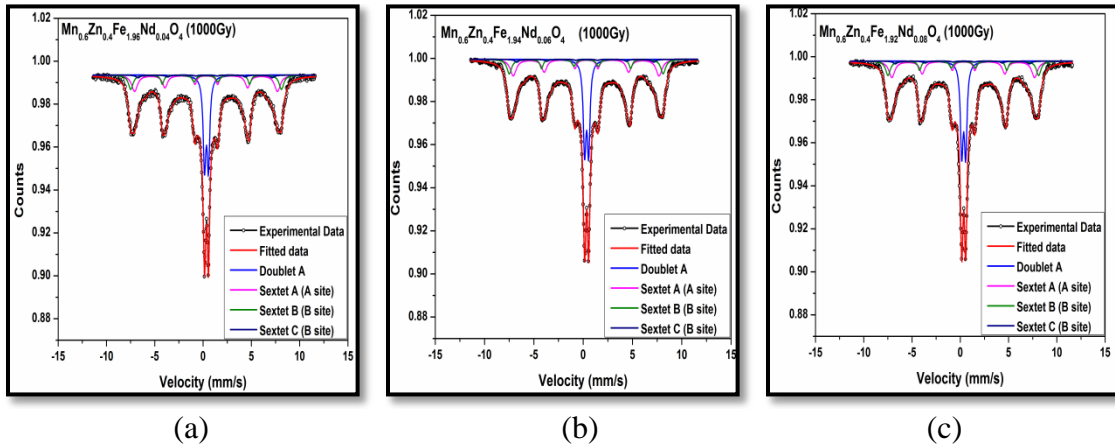 Mn0.6Zn0.4Fe1.96Nd0.04O4 (1000Gy)
1.02
1.00
0.98
0.96
0.94
0.92
0.90
0.88
Counts
Experimental Data
Fitted data
Doublet A
Sextet A (A site)
Sextet B (B site)
Sextet C (B site)
-15 -10 -5 0 5 10 15
Velocity (mm/s)
(a)
Mn0.6Zn0.4Fe1.94Nd0.06O4 (1000Gy)
1.02
1.00
0.98
0.96
0.94
0.92
0.90
0.88
Counts
Experimental Data
Fitted data
Doublet A
Sextet A (A site)
Sextet B (B site)
Sextet C (B site)
-15 -10 -5 0 5 10 15
Velocity (mm/s)
(b)
Mn0.6Zn0.4Fe1.92Nd0.08O4 (1000Gy)
1.02
1.00
0.98
0.96
0.94
0.92
0.90
0.88
Counts
Experimental Data
Fitted data
Doublet A
Sextet A (A site)
Sextet B (B site)
Sextet C (B site)
-15 -10 -5 0 5 10 15
Velocity (mm/s)
(c)